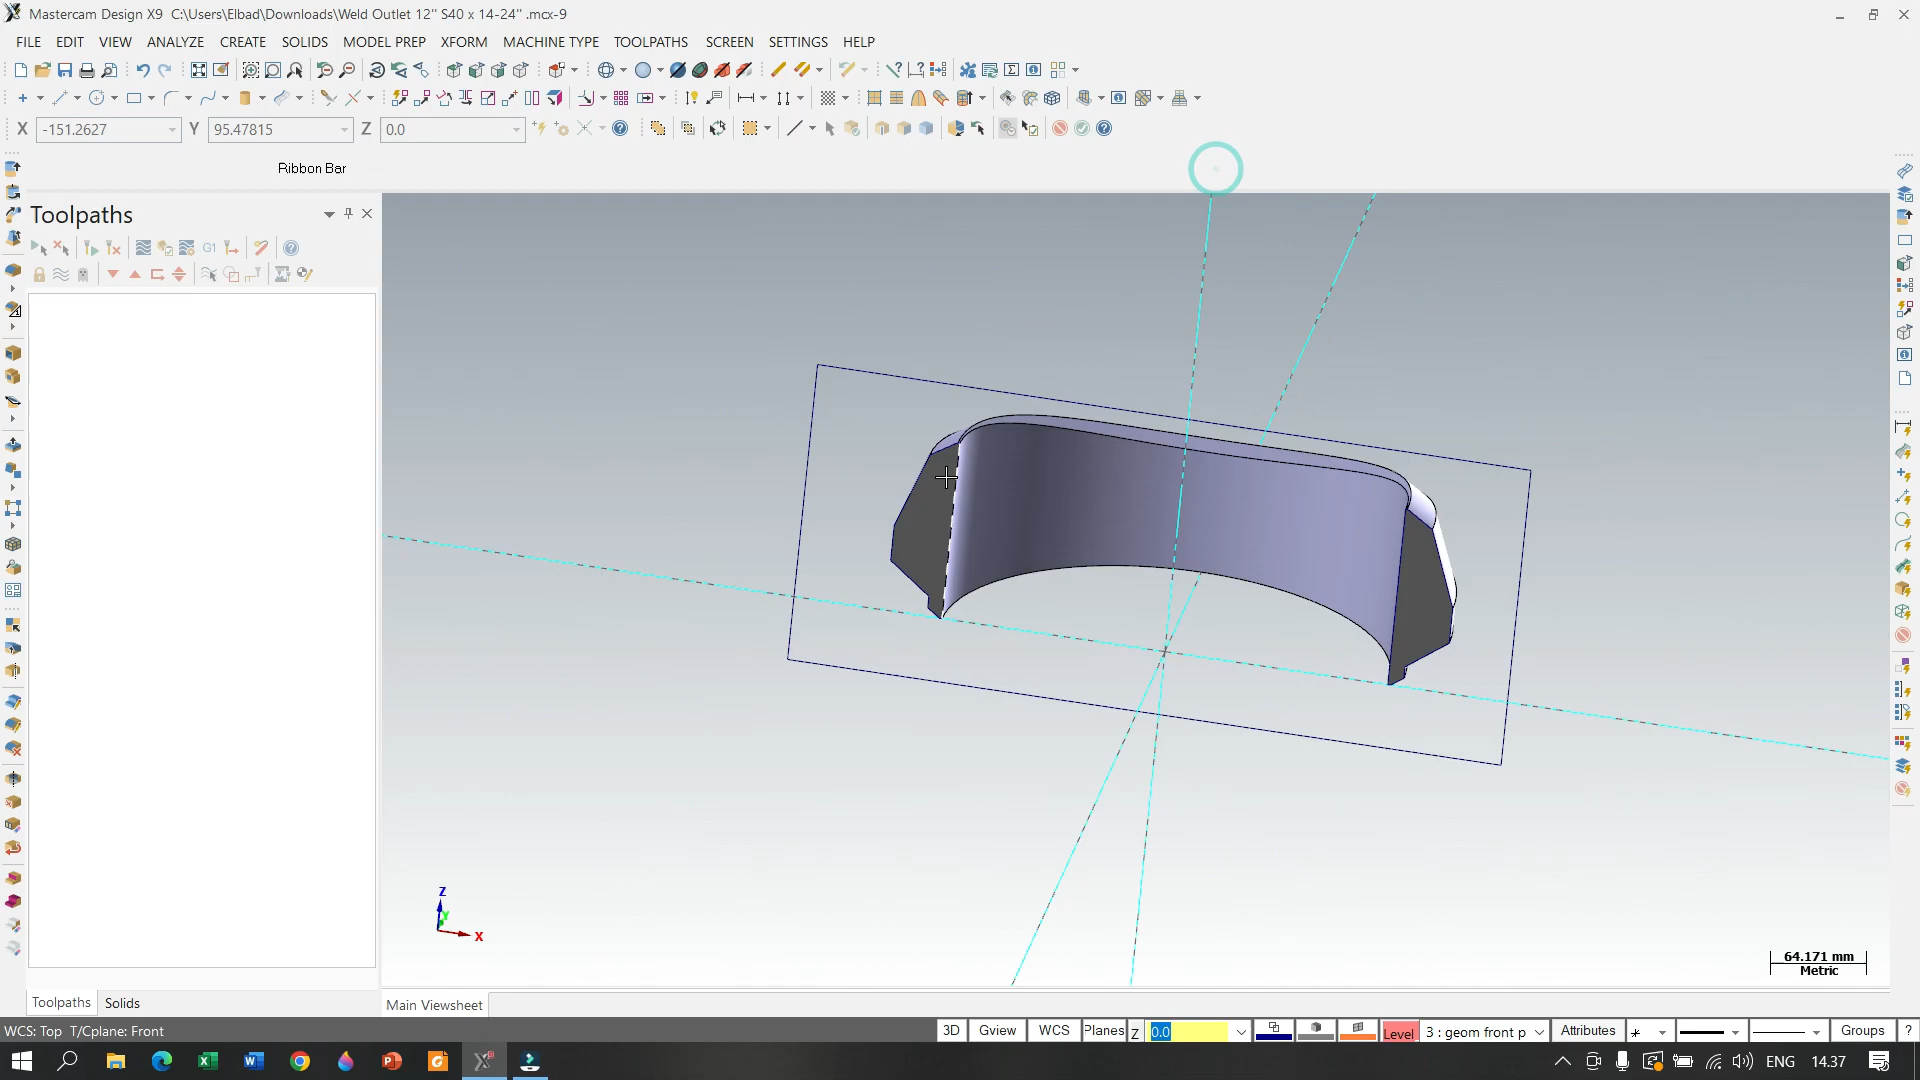 Mastercam Design X9 C:\Users\Elbad\Downloads\Weld Outlet 12" S40 x 14-24" .mcx-9
FILE EDIT VIEW ANALYZE CREATE SOLIDS MODEL PREP XFORM MACHINE TYPE TOOLPATHS SCREEN SETTINGS HELP
X -151.2627 Y 95.47815 Z 0.0
Ribbon Bar
Toolpaths
G1
Z
Y
X
64.171 mm
Metric
Toolpaths Solids
Main Viewsheet
WCS: Top T/Cplane: Front
3D Gview WCS Planes Z 0.0 Level 3 : geom front p Attributes Groups ?
ENG 14.37